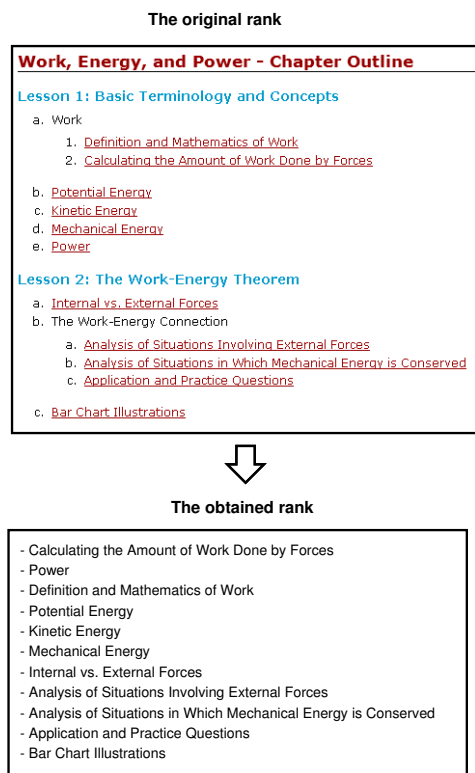 The original rank
Work, Energy, and Power - Chapter Outline
Lesson 1: Basic Terminology and Concepts
a. Work
1. Definition and Mathematics of Work
2. Calculating the Amount of Work Done by Forces
b. Potential Energy
c. Kinetic Energy
d. Mechanical Energy
e. Power
Lesson 2: The Work-Energy Theorem
a. Internal vs. External Forces
b. The Work-Energy Connection
a. Analysis of Situations Involving External Forces
b. Analysis of Situations in Which Mechanical Energy is Conserved
c. Application and Practice Questions
c. Bar Chart Illustrations
The obtained rank
- Calculating the Amount of Work Done by Forces
- Power
- Definition and Mathematics of Work
- Potential Energy
- Kinetic Energy
- Mechanical Energy
- Internal vs. External Forces
- Analysis of Situations Involving External Forces
- Analysis of Situations in Which Mechanical Energy is Conserved
- Application and Practice Questions
- Bar Chart Illustrations